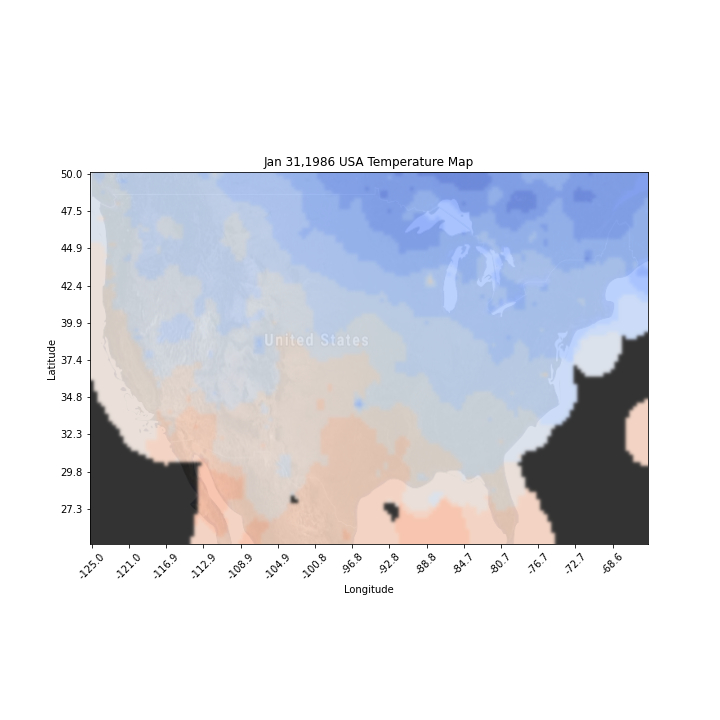 Jan 31,1986 USA Temperature Map
50.0
47.5
44.9
42.4
39.9
37.4
34.8
32.3
29.8
27.3
Latitude
United States
-125.0 -121.0 -116.9 -112.9 -108.9 -104.9 -100.8 -96.8 -92.8 -88.8 -84.7 -80.7 -76.7 -72.7 -68.6
Longitude